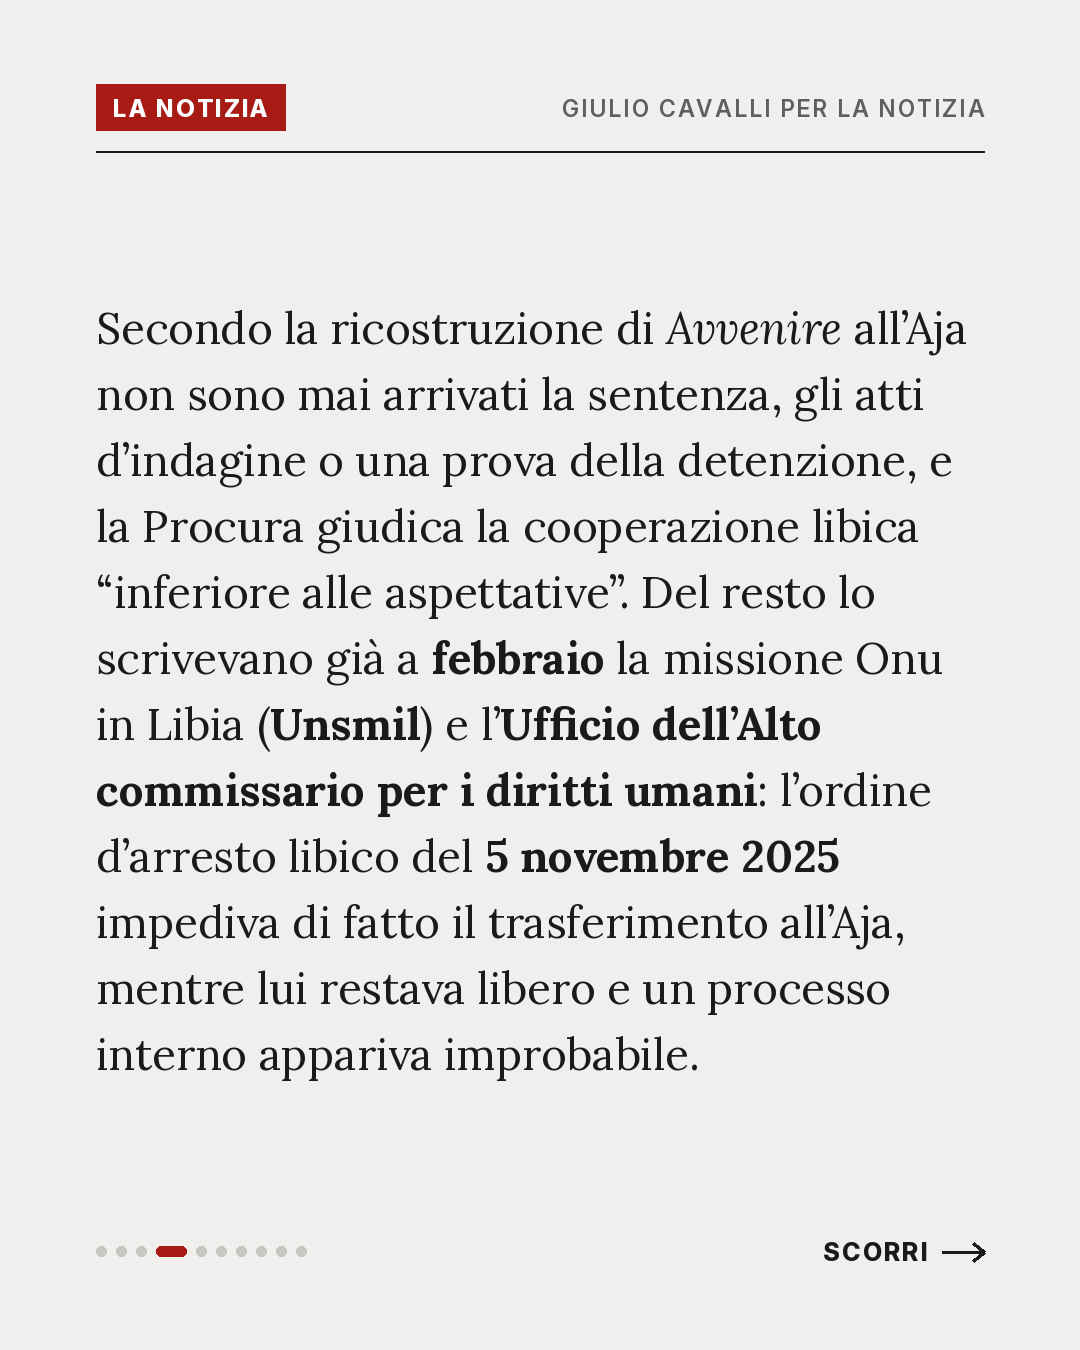 LA NOTIZIA
GIULIO CAVALLI PER LA NOTIZIA
Secondo la ricostruzione di Avvenire all’Aja
non sono mai arrivati la sentenza, gli atti
d’indagine o una prova della detenzione, e
la Procura giudica la cooperazione libica
“inferiore alle aspettative”. Del resto lo
scrivevano già a febbraio la missione Onu
in Libia (Unsmil) e l’Ufficio dell’Alto
commissario per i diritti umani: l’ordine
d’arresto libico del 5 novembre 2025
impediva di fatto il trasferimento all’Aja,
mentre lui restava libero e un processo
interno appariva improbabile.
SCORRI